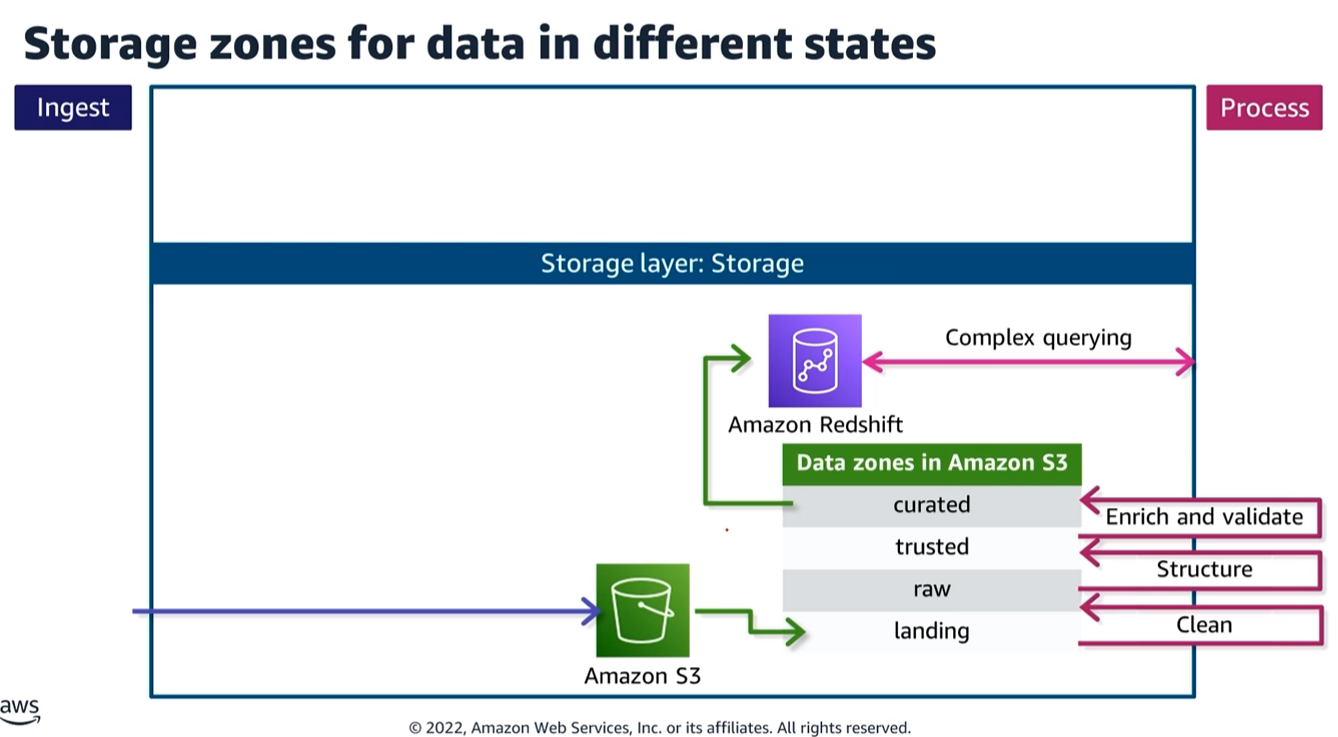 Storage zones for data in different states
Ingest
Process
Storage layer: Storage
Complex querying
Amazon Redshift
Data zones in Amazon S3
curated
Enrich and validate
trusted
Structure
raw
Clean
landing
Amazon S3
aws
© 2022, Amazon Web Services, Inc. or its affiliates. All rights reserved.